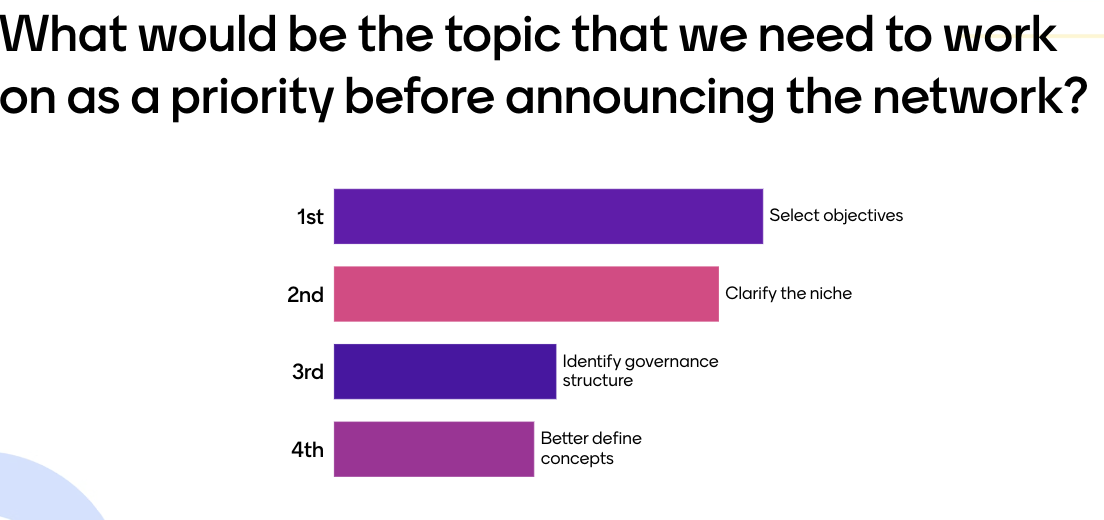 What would be the topic that we need to work
on as a priority before announcing the network?
1st
Select objectives
2nd
Clarify the niche
3rd
Identify governance
structure
4th
Better define
concepts